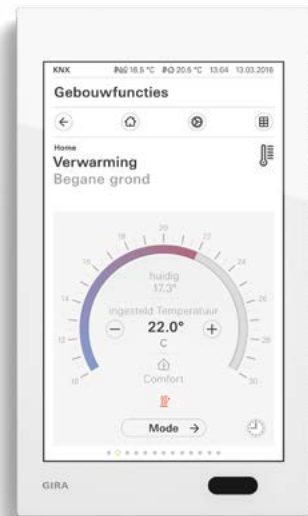 KNX 16.5 °C 20.5 °C 13:04 13.03.2016
Gebouwfuncties
Home
Verwarming
Begane grond
20
18
22
16
24
14
26
12
28
10
30
huidig
17.3°
ingesteld Temperatuur
22.0°
C
Comfort
Mode
GIRA